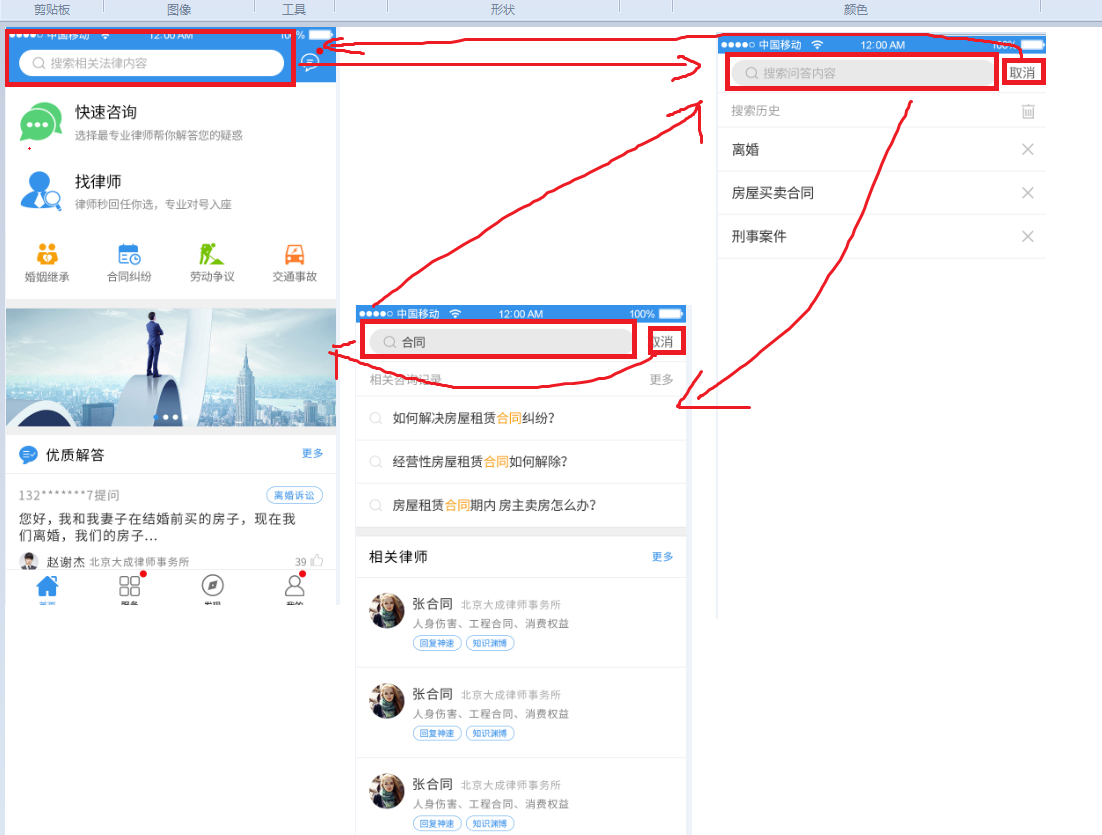 剪贴板
图像
工具
形状
颜色
中国移动
12:00 AM
搜索相关法律内容
快速咨询
选择最专业律师帮你解答您的疑惑
找律师
律师秒回任你选，专业对号入座
婚姻继承
合同纠纷
劳动争议
交通事故
优质解答
更多
132*******7提问
离婚诉讼
您好，我和我妻子在结婚前买的房子，现在我
们离婚，我们的房子...
赵谢杰 北京大成律师事务所
39
中国移动
12:00 AM
100%
合同
取消
相关咨询记录
更多
如何解决房屋租赁合同纠纷?
经营性房屋租赁合同如何解除?
房屋租赁合同期内 房主卖房怎么办?
相关律师
更多
张合同 北京大成律师事务所
人身伤害、工程合同、消费权益
回复神速 知识渊博
张合同 北京大成律师事务所
人身伤害、工程合同、消费权益
回复神速 知识渊博
张合同 北京大成律师事务所
人身伤害、工程合同、消费权益
回复神速 知识渊博
中国移动
12:00 AM
100%
搜索问答内容
取消
搜索历史
离婚
房屋买卖合同
刑事案件